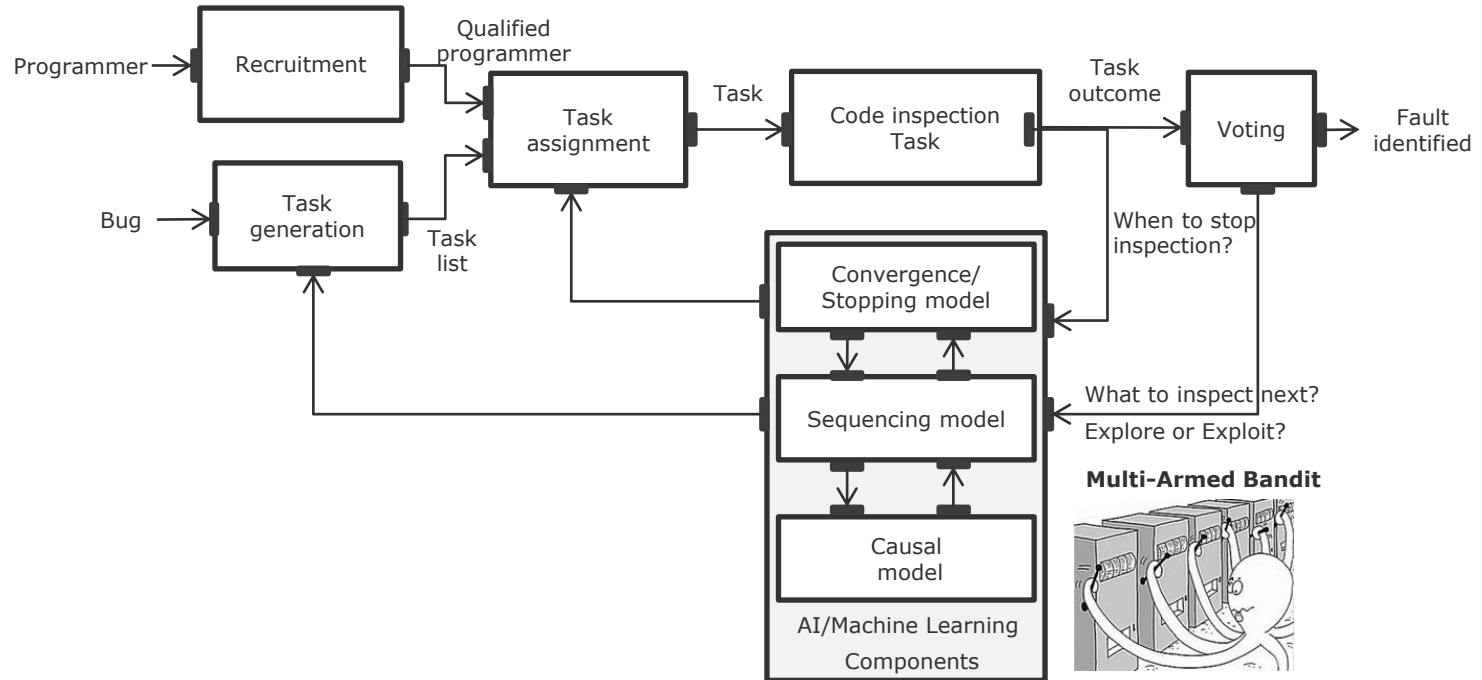 Programmer
Recruitment
Qualified
programmer
Bug
Task
generation
Task
list
Task
assignment
Task
Code inspection
Task
Task
outcome
Voting
Fault
identified
When to stop
inspection?
Convergence/
Stopping model
Sequencing model
What to inspect next?
Explore or Exploit?
Causal
model
AI/Machine Learning
Components
Multi-Armed Bandit